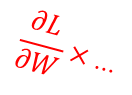 ∂L/∂W × ...